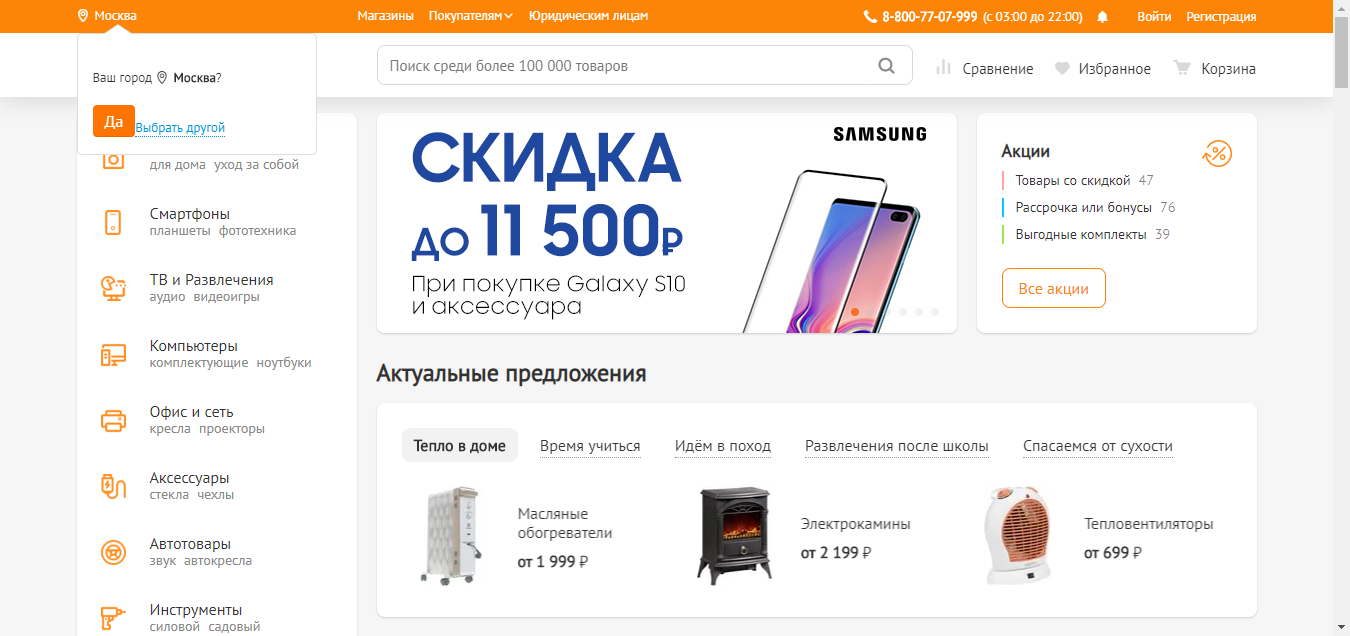 Москва
Магазины Покупателям Юридическим лицам
8-800-77-07-999 (с 03:00 до 22:00)
Войти Регистрация
Ваш город Москва?
Да Выбрать другой
Поиск среди более 100 000 товаров
Сравнение Избранное Корзина
для дома уход за собой
Смартфоны
планшеты фототехника
ТВ и Развлечения
аудио видеоигры
Компьютеры
комплектующие ноутбуки
Офис и сеть
кресла проекторы
Аксессуары
стекла чехлы
Автотовары
звук автокресла
Инструменты
силовой садовый
SAMSUNG
СКИДКА
ДО 11 500₽
При покупке Galaxy S10
и аксессуара
Акции
Товары со скидкой 47
Рассрочка или бонусы 76
Выгодные комплекты 39
Все акции
Актуальные предложения
Тепло в доме Время учиться Идём в поход Развлечения после школы Спасаемся от сухости
Масляные
обогреватели
от 1 999 ₽
Электрокамины
от 2 199 ₽
Тепловентиляторы
от 699 ₽